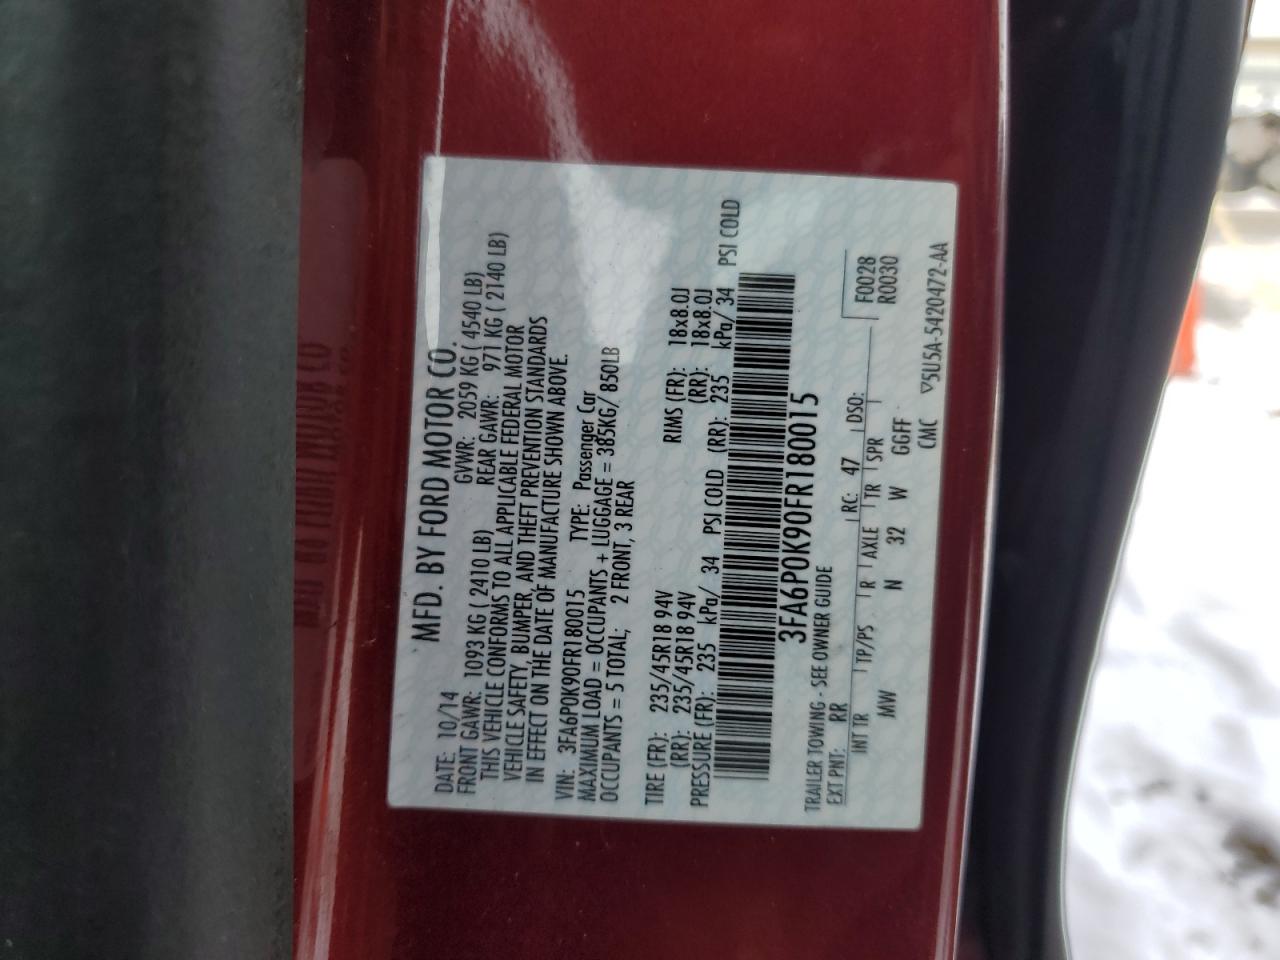 MFD. BY FORD MOTOR CO.
DATE: 10/14 GVWR: 2059 KG ( 4540 LB)
FRONT GAWR: 1093 KG ( 2410 LB) REAR GAWR: 971 KG ( 2140 LB)
THIS VEHICLE CONFORMS TO ALL APPLICABLE FEDERAL MOTOR
VEHICLE SAFETY, BUMPER, AND THEFT PREVENTION STANDARDS
IN EFFECT ON THE DATE OF MANUFACTURE SHOWN ABOVE.
VIN: 3FA6P0K90FR180015 TYPE: Passenger Car
MAXIMUM LOAD = OCCUPANTS + LUGGAGE = 385KG/ 850LB
OCCUPANTS = 5 TOTAL; 2 FRONT, 3 REAR
TIRE (FR): 235/45R18 94V RIMS (FR): 18x8.0J
(RR): 235/45R18 94V (RR): 18x8.0J
PRESSURE (FR): 235 kPa/ 34 PSI COLD (RR): 235 kPa/ 34 PSI COLD
3FA6P0K90FR180015
TRAILER TOWING - SEE OWNER GUIDE
EXT PNT: RR RC: 47 DSO: F0028
INT TR TP/PS R AXLE TR SPR R0030
MW N 32 W GGFF
CMC ▽5U5A-5420472-AA